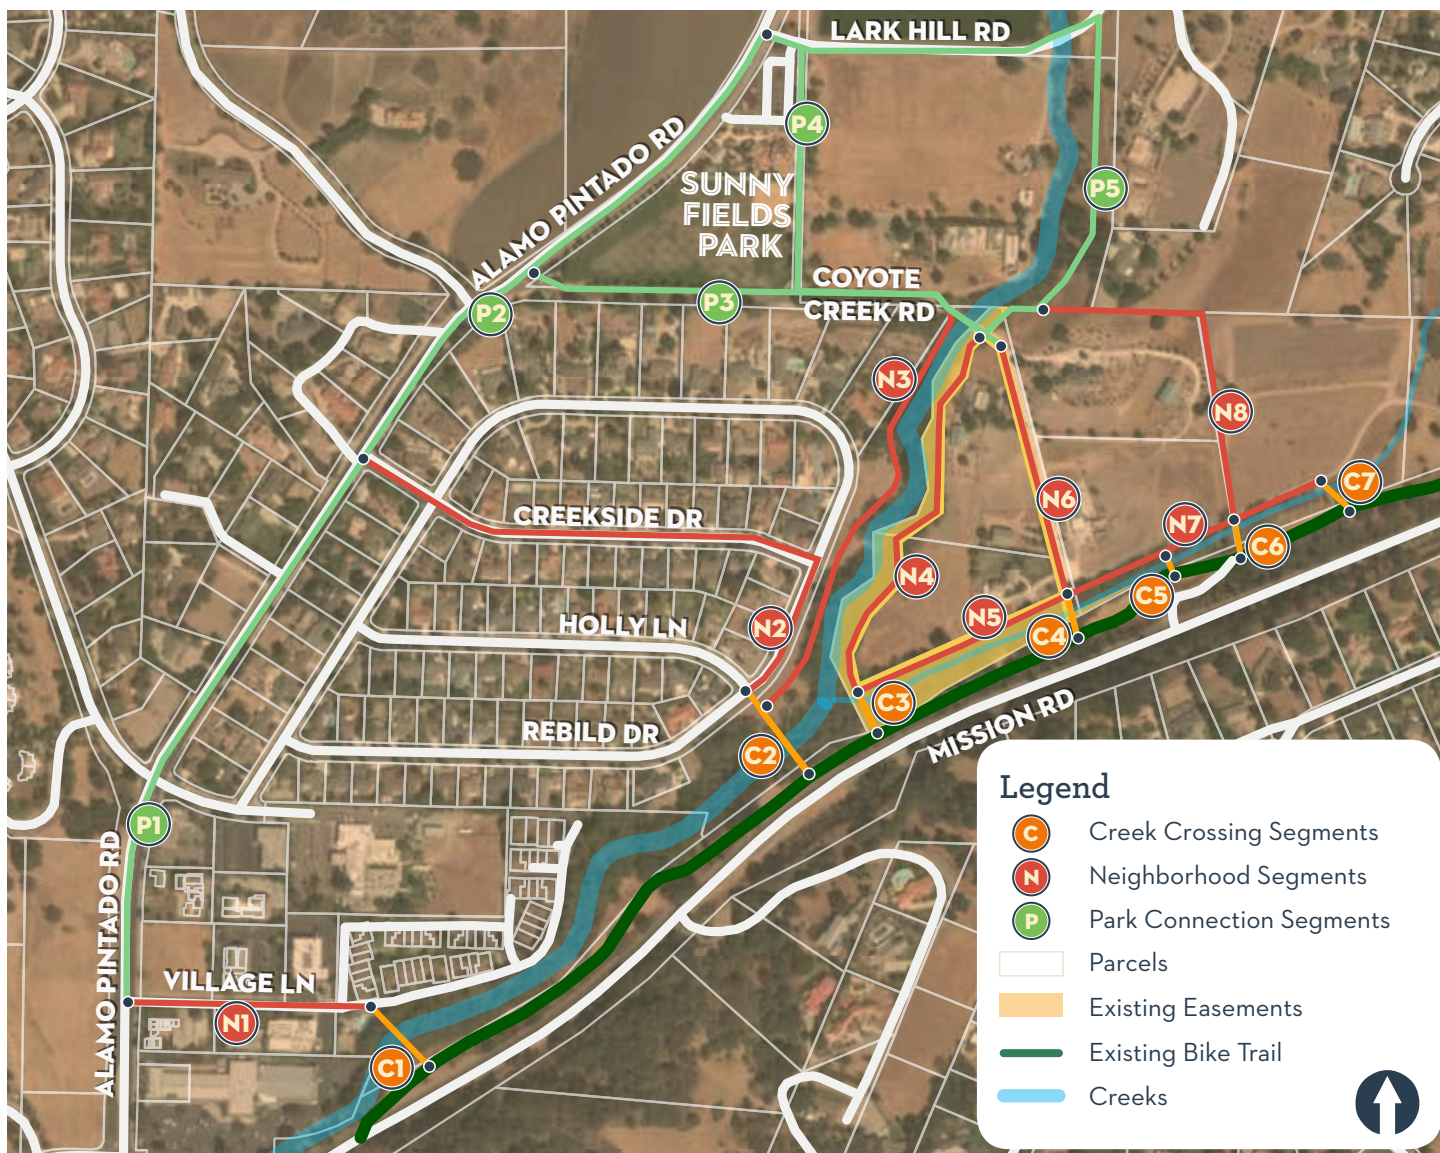 LARK HILL RD
P4
ALAMO PINTADO RD
SUNNY
FIELDS
PARK
P5
COYOTE
CREEK RD
P3
P2
N3
N8
C7
N6
CREEKSIDE DR
N7
C6
N4
C5
N5
HOLLY LN
N2
C4
C3
REBILD DR
C2
MISSION RD
P1
ALAMO PINTADO RD
VILLAGE LN
N1
C1
Legend
C Creek Crossing Segments
N Neighborhood Segments
P Park Connection Segments
Parcels
Existing Easements
Existing Bike Trail
Creeks